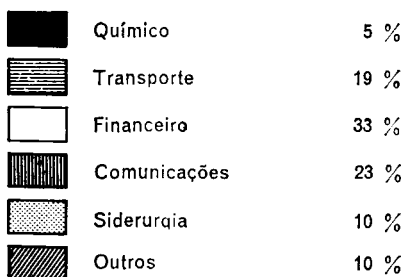 Químico 5 %
Transporte 19 %
Financeiro 33 %
Comunicações 23 %
Siderurgia 10 %
Outros 10 %